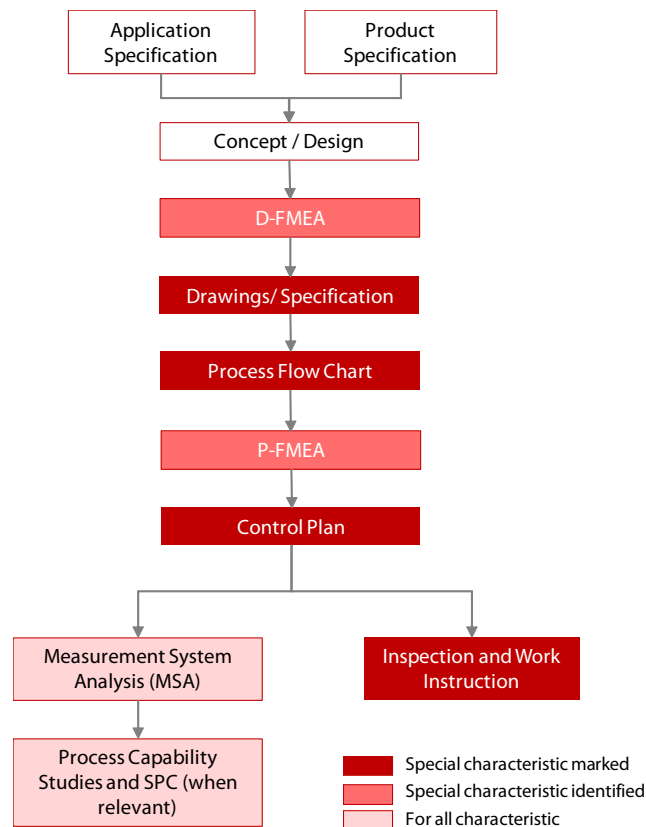 Application
Specification
Product
Specification
Concept / Design
D-FMEA
Drawings/ Specification
Process Flow Chart
P-FMEA
Control Plan
Measurement System
Analysis (MSA)
Inspection and Work
Instruction
Process Capability
Studies and SPC (when
relevant)
Special characteristic marked
Special characteristic identified
For all characteristic